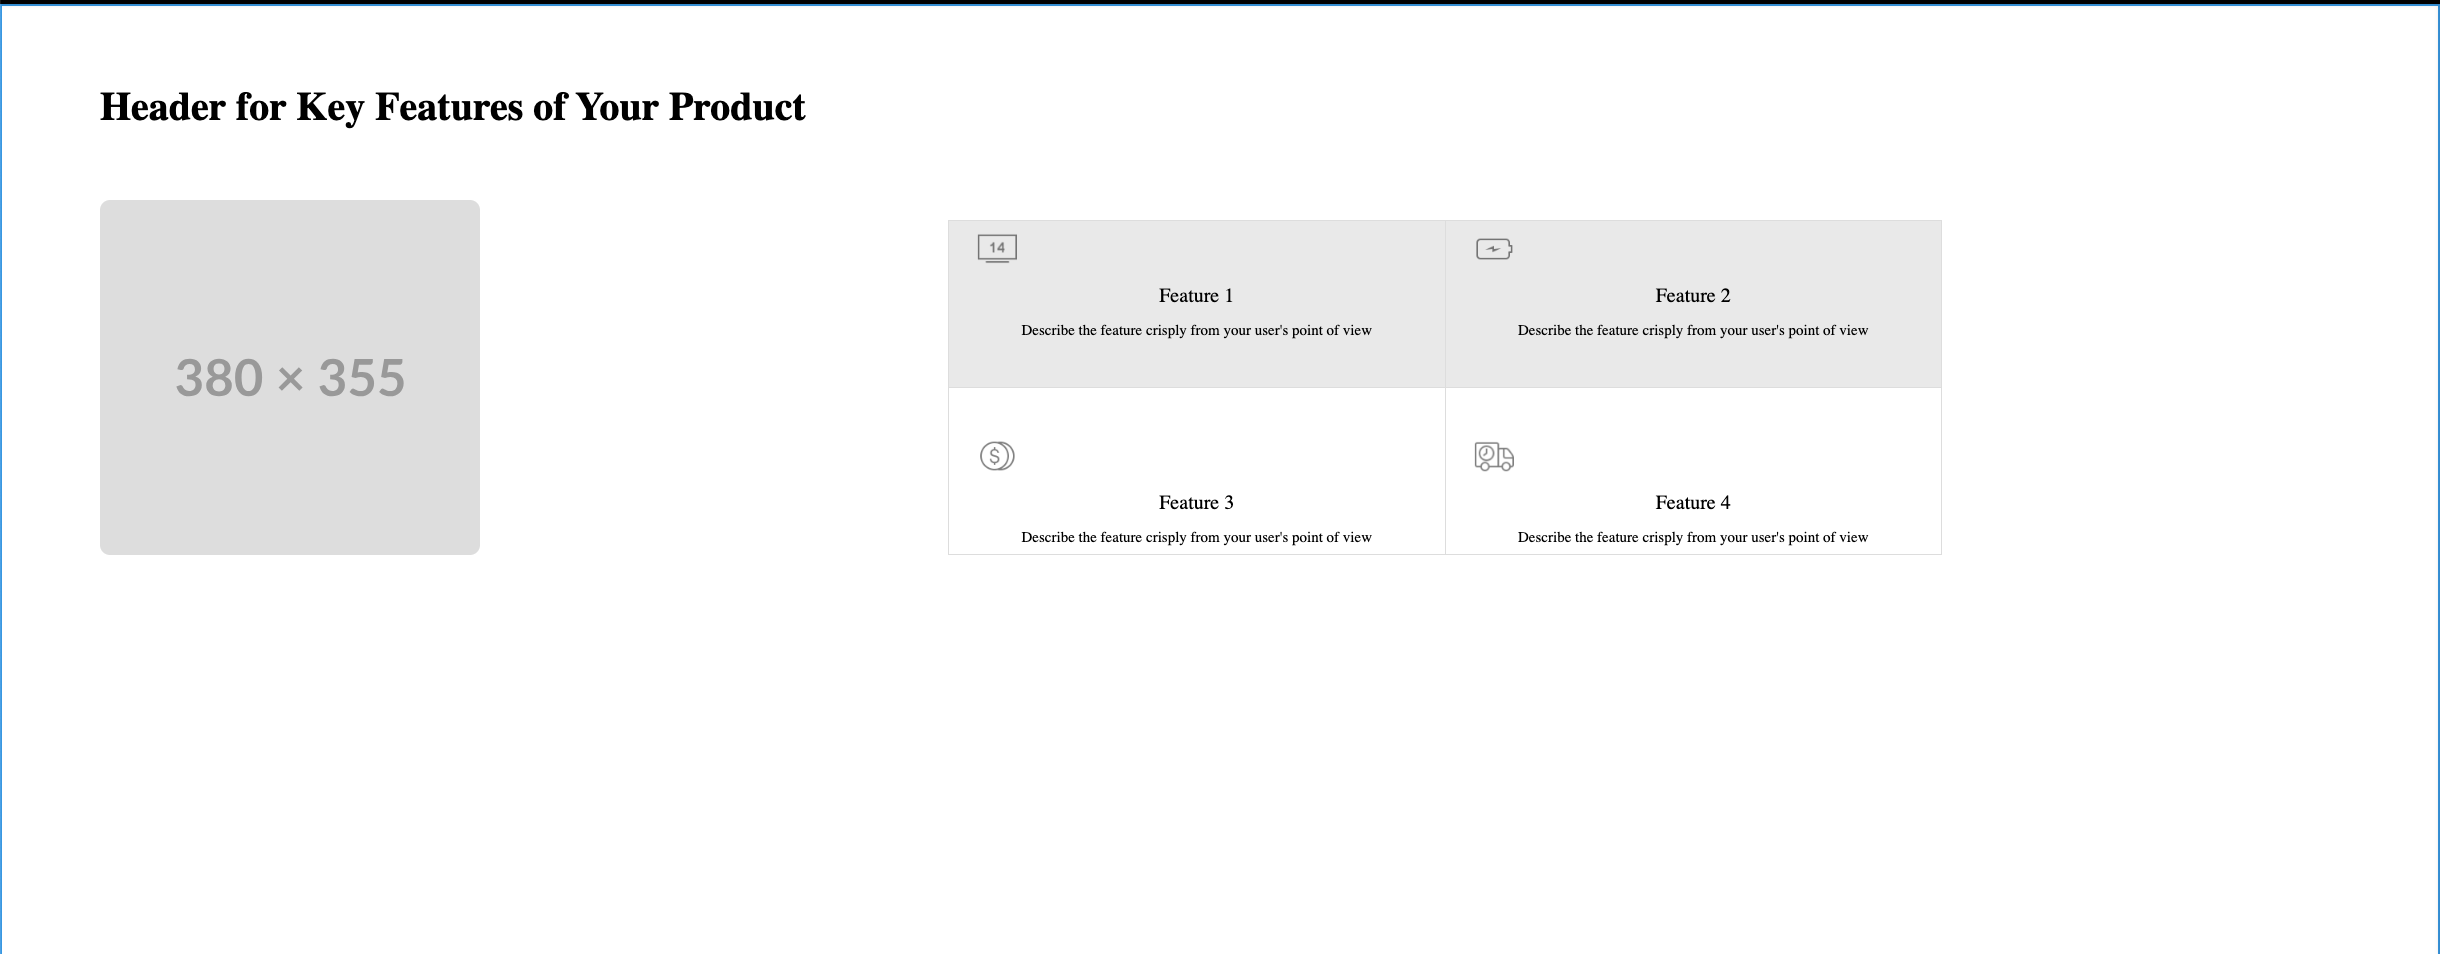 Header for Key Features of Your Product
380 × 355
14
Feature 1
Describe the feature crisply from your user's point of view
Feature 2
Describe the feature crisply from your user's point of view
$
Feature 3
Describe the feature crisply from your user's point of view
Feature 4
Describe the feature crisply from your user's point of view